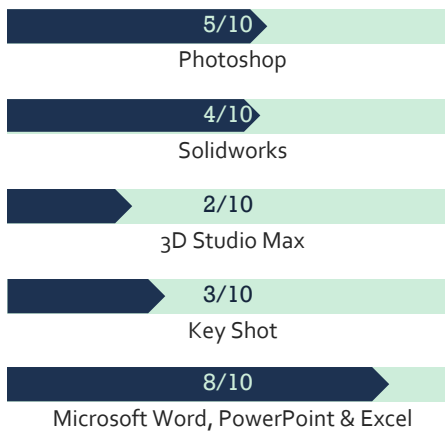 5/10
Photoshop
4/10
Solidworks
2/10
3D Studio Max
3/10
Key Shot
8/10
Microsoft Word, PowerPoint & Excel